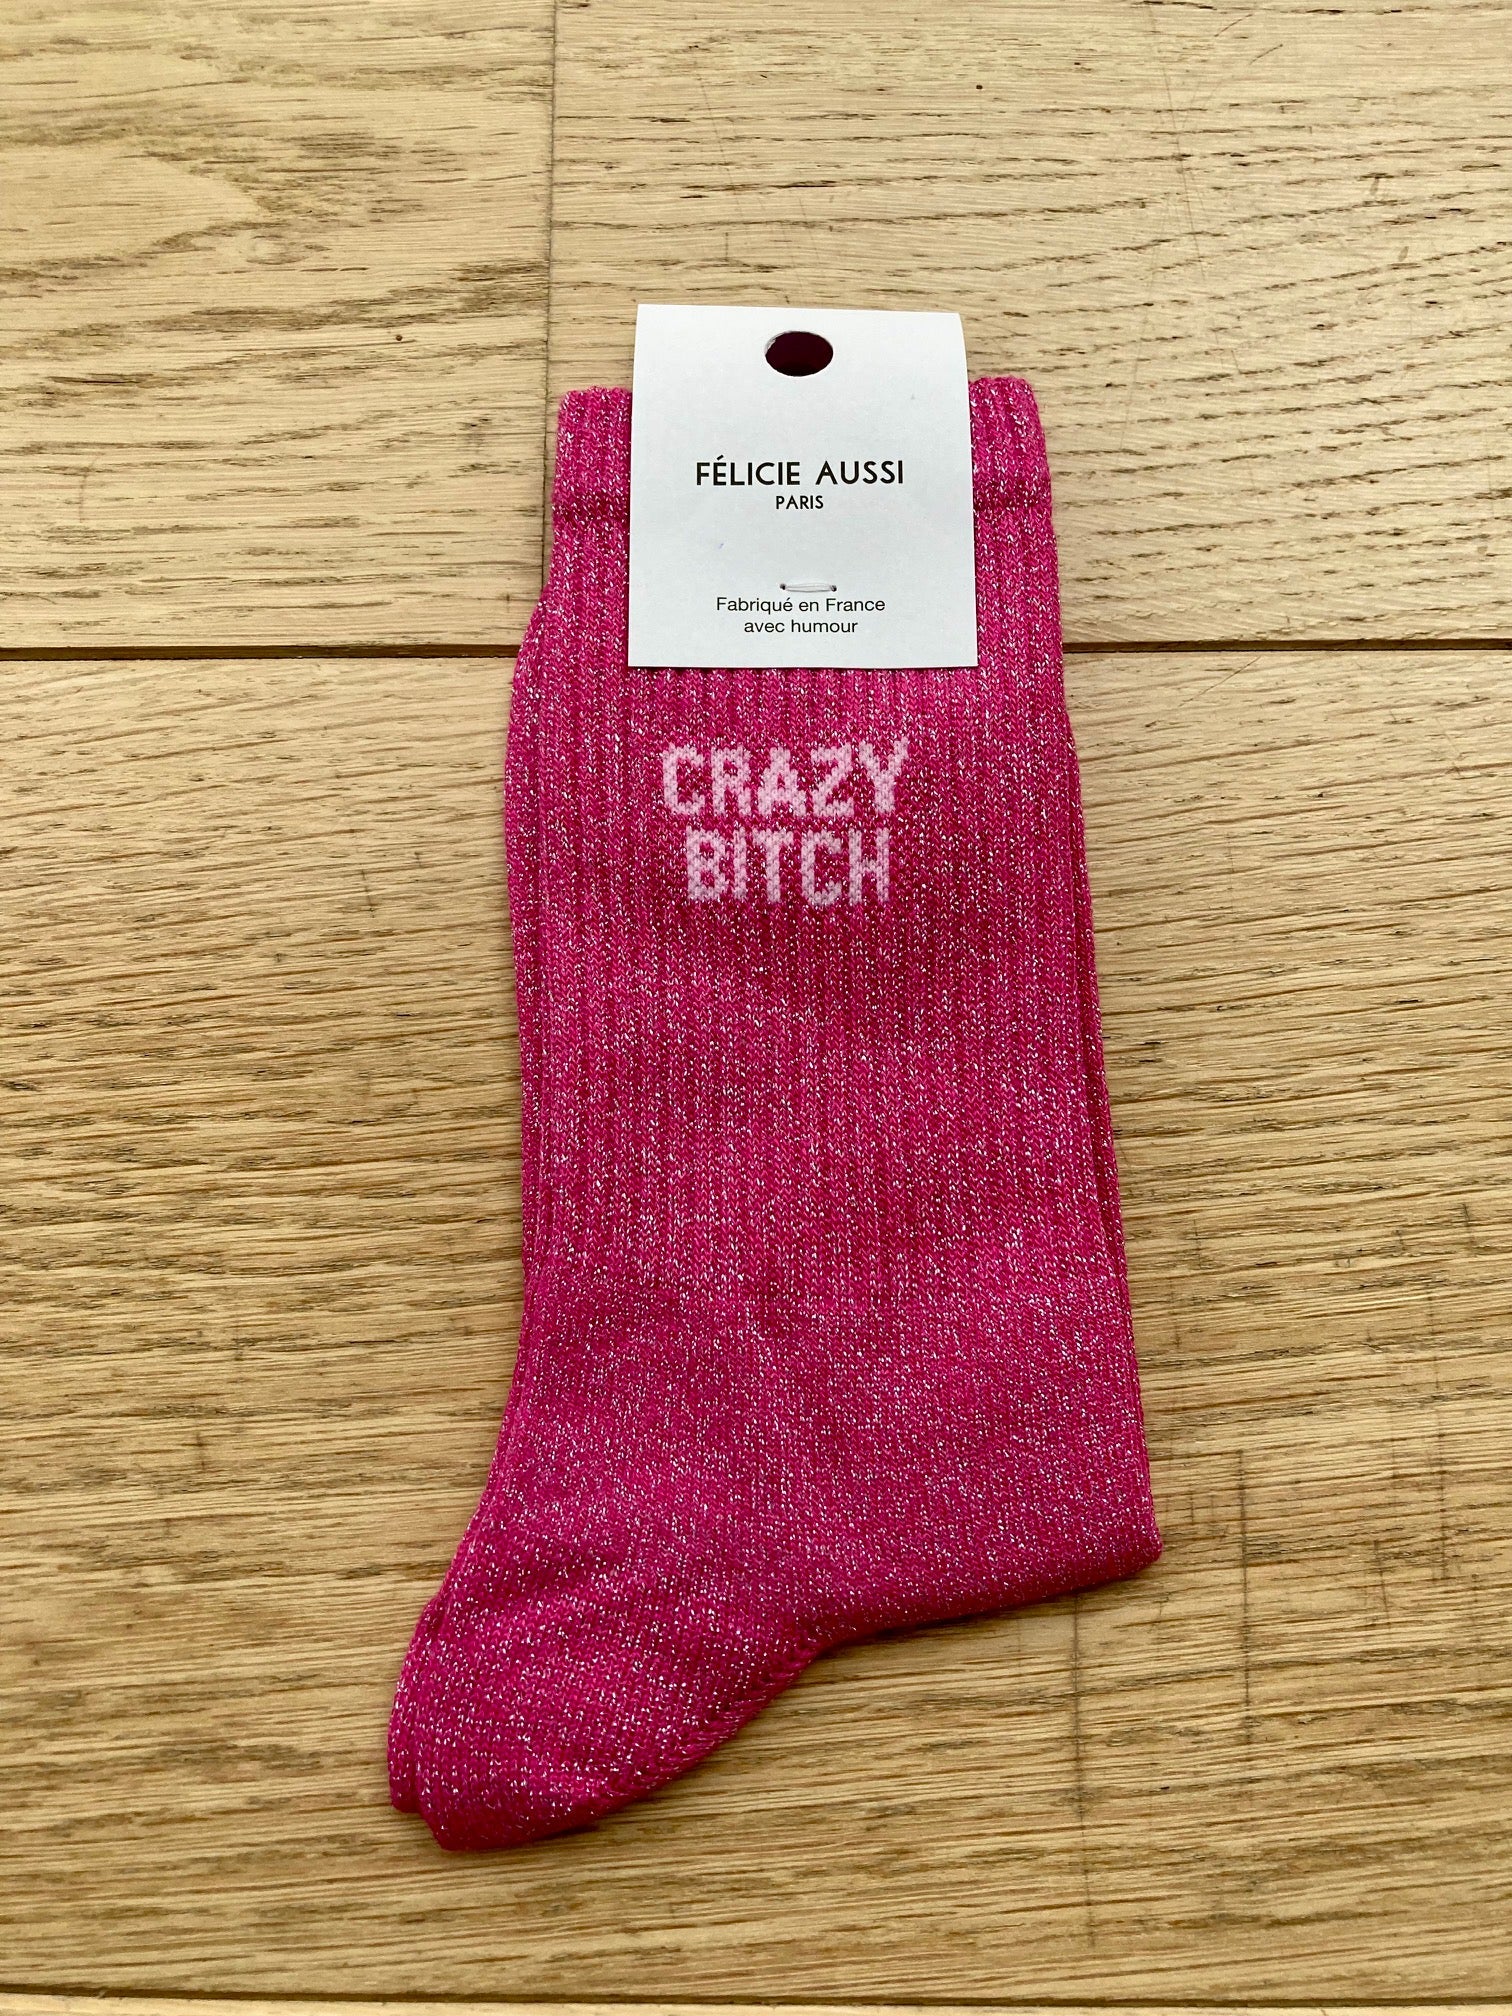 FÉLICIE AUSSI
PARIS
Fabriqué en France
avec humour
CRAZY
BITCH